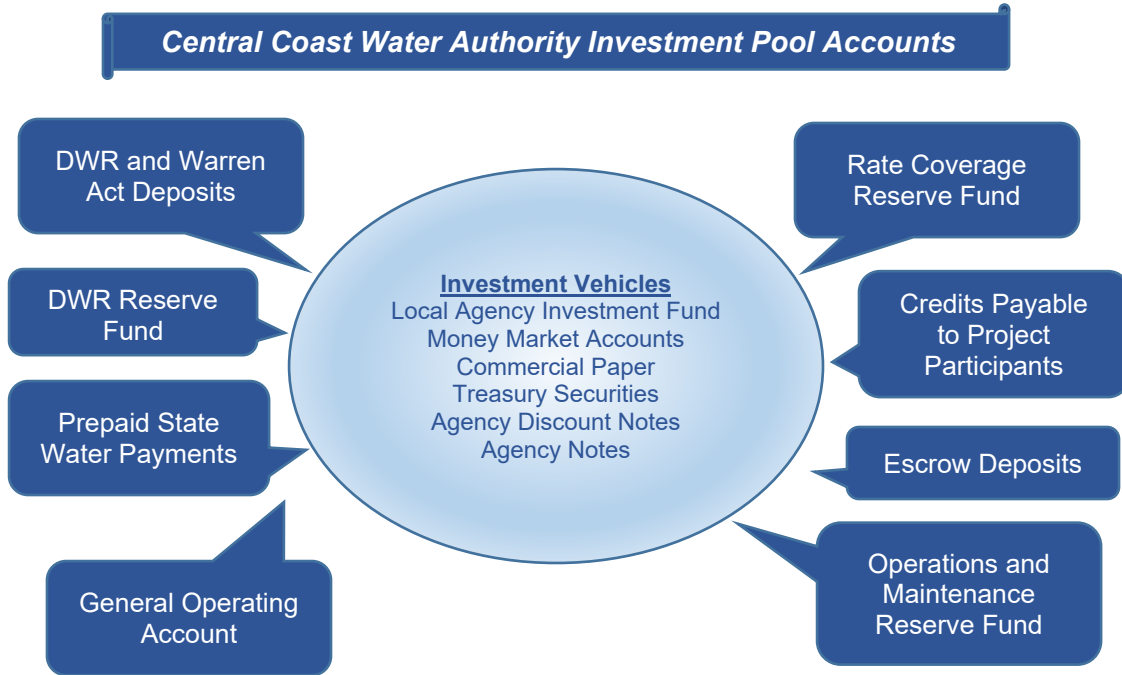 Central Coast Water Authority Investment Pool Accounts
DWR and Warren
Act Deposits
DWR Reserve
Fund
Prepaid State
Water Payments
General Operating
Account
Investment Vehicles
Local Agency Investment Fund
Money Market Accounts
Commercial Paper
Treasury Securities
Agency Discount Notes
Agency Notes
Rate Coverage
Reserve Fund
Credits Payable
to Project
Participants
Escrow Deposits
Operations and
Maintenance
Reserve Fund